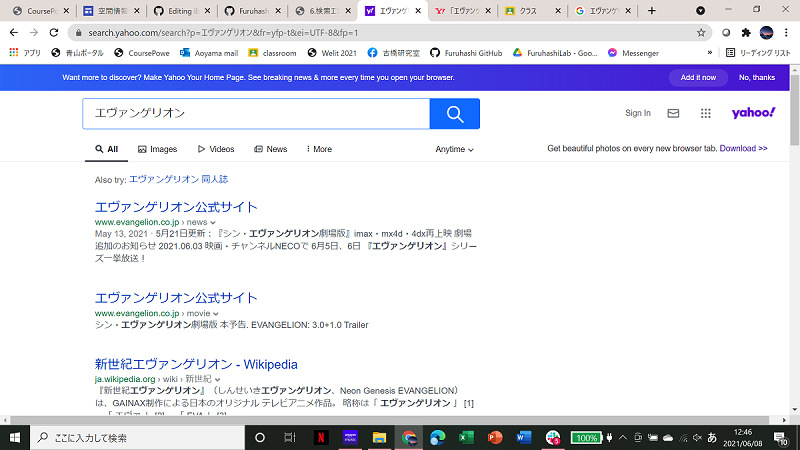 CourseP
空間情報
Editing i
Furuhash
6.検索エ
エヴァンゲ
「エヴァン
クラス
エヴァンゲ
search.yahoo.com/search?p=エヴァンゲリオン&fr=yfp-t&ei=UTF-8&fp=1
アプリ 青山ポータル CoursePowe Aoyama mail classroom Welit 2021 古橋研究室 Furuhashi GitHub FuruhashiLab - Goo... Messenger » リーディング リスト
Want more to discover? Make Yahoo Your Home Page. See breaking news & more every time you open your browser. Add it now No, thanks
エヴァンゲリオン
Sign In yahoo!
All Images Videos News More Anytime
Get beautiful photos on every new browser tab. Download >>
Also try: エヴァンゲリオン 同人誌
エヴァンゲリオン公式サイト
www.evangelion.co.jp › news
May 13, 2021 · 5月21日更新：『シン・エヴァンゲリオン劇場版』imax・mx4d・4dx再上映 劇場
追加のお知らせ 2021.06.03 映画・チャンネルNECOで 6月5日、6日 『エヴァンゲリオン』シリー
ズ一挙放送！
エヴァンゲリオン公式サイト
www.evangelion.co.jp › movie
シン・エヴァンゲリオン劇場版 本予告. EVANGELION: 3.0+1.0 Trailer
新世紀エヴァンゲリオン - Wikipedia
ja.wikipedia.org › wiki › 新世紀
『新世紀エヴァンゲリオン』（しんせいきエヴァンゲリオン、Neon Genesis EVANGELION）
は、GAINAX制作による日本のオリジナル テレビアニメ作品。 略称は「 エヴァンゲリオン 」 [1]
ここに入力して検索
100%
あ
12:46
2021/06/08
10